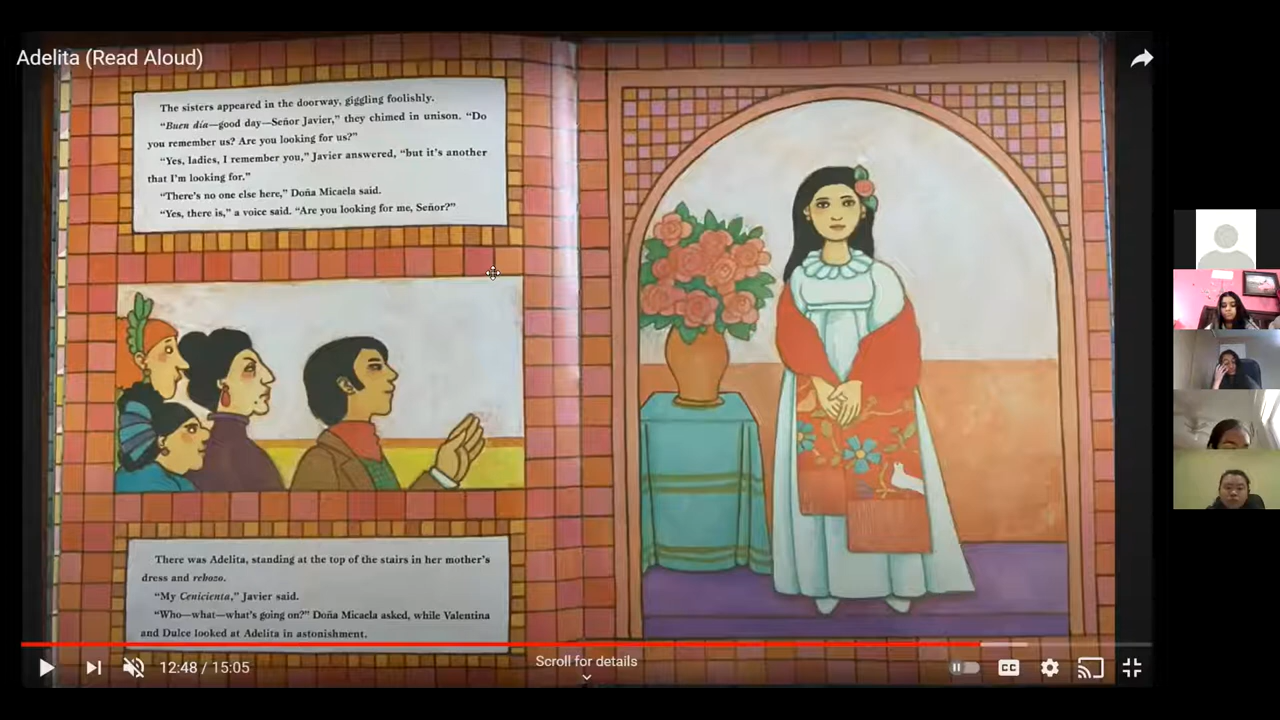 Adelita (Read Aloud)
The sisters appeared in the doorway, giggling foolishly.
“Buen día—good day—Señor Javier,” they chimed in unison. “Do
you remember us? Are you looking for us?”
“Yes, ladies, I remember you,” Javier answered, “but it’s another
that I’m looking for.”
“There’s no one else here,” Doña Micaela said.
“Yes, there is,” a voice said. “Are you looking for me, Señor?”
There was Adelita, standing at the top of the stairs in her mother’s
dress and rebozo.
“My Cenicienta,” Javier said.
“Who—what—what’s going on?” Doña Micaela asked, while Valentina
and Dulce looked at Adelita in astonishment.
12:48 / 15:05
Scroll for details
CC